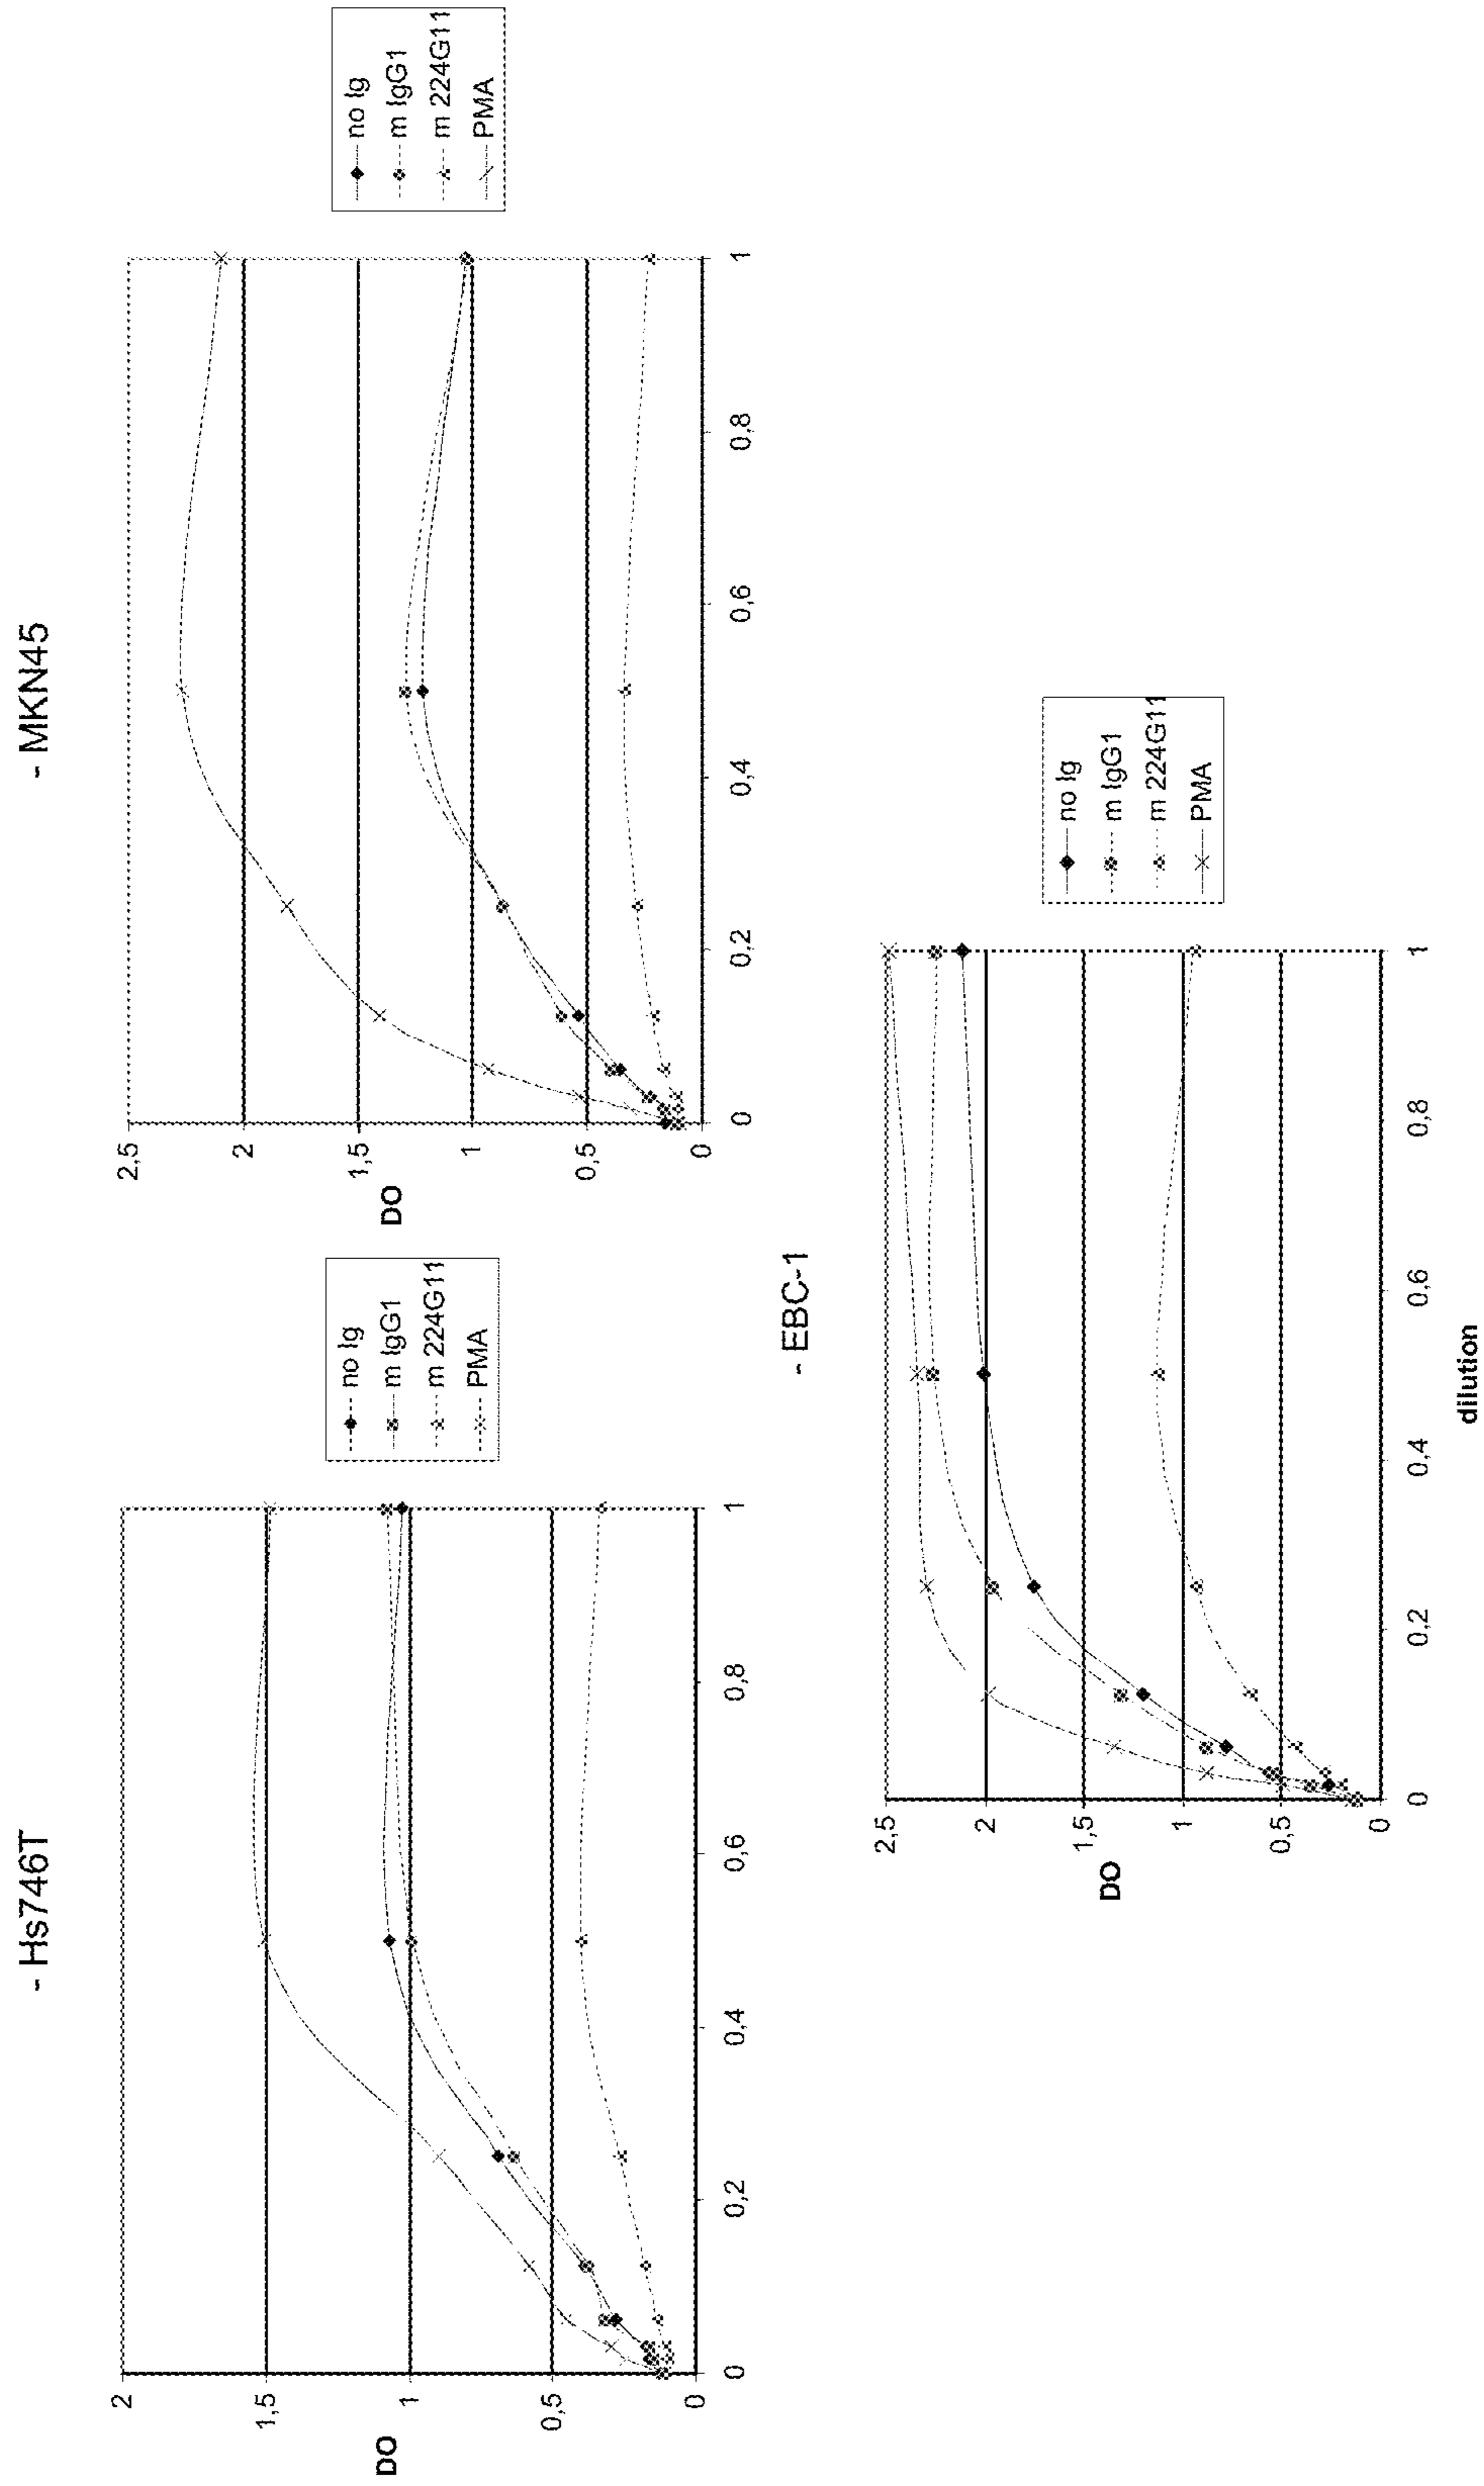 - Hs746T
2
1,5
1
0,5
0
DO
0
0,2
0,4
0,6
0,8
1
no Ig
m IgG1
m 224G11
PMA
- MKN45
2,5
2
1,5
1
0,5
0
DO
0
0,2
0,4
0,6
0,8
1
no Ig
m IgG1
m 224G11
PMA
- EBC-1
2,5
2
1,5
1
0,5
0
DO
0
0,2
0,4
0,6
0,8
1
dilution
no Ig
m IgG1
m 224G11
PMA